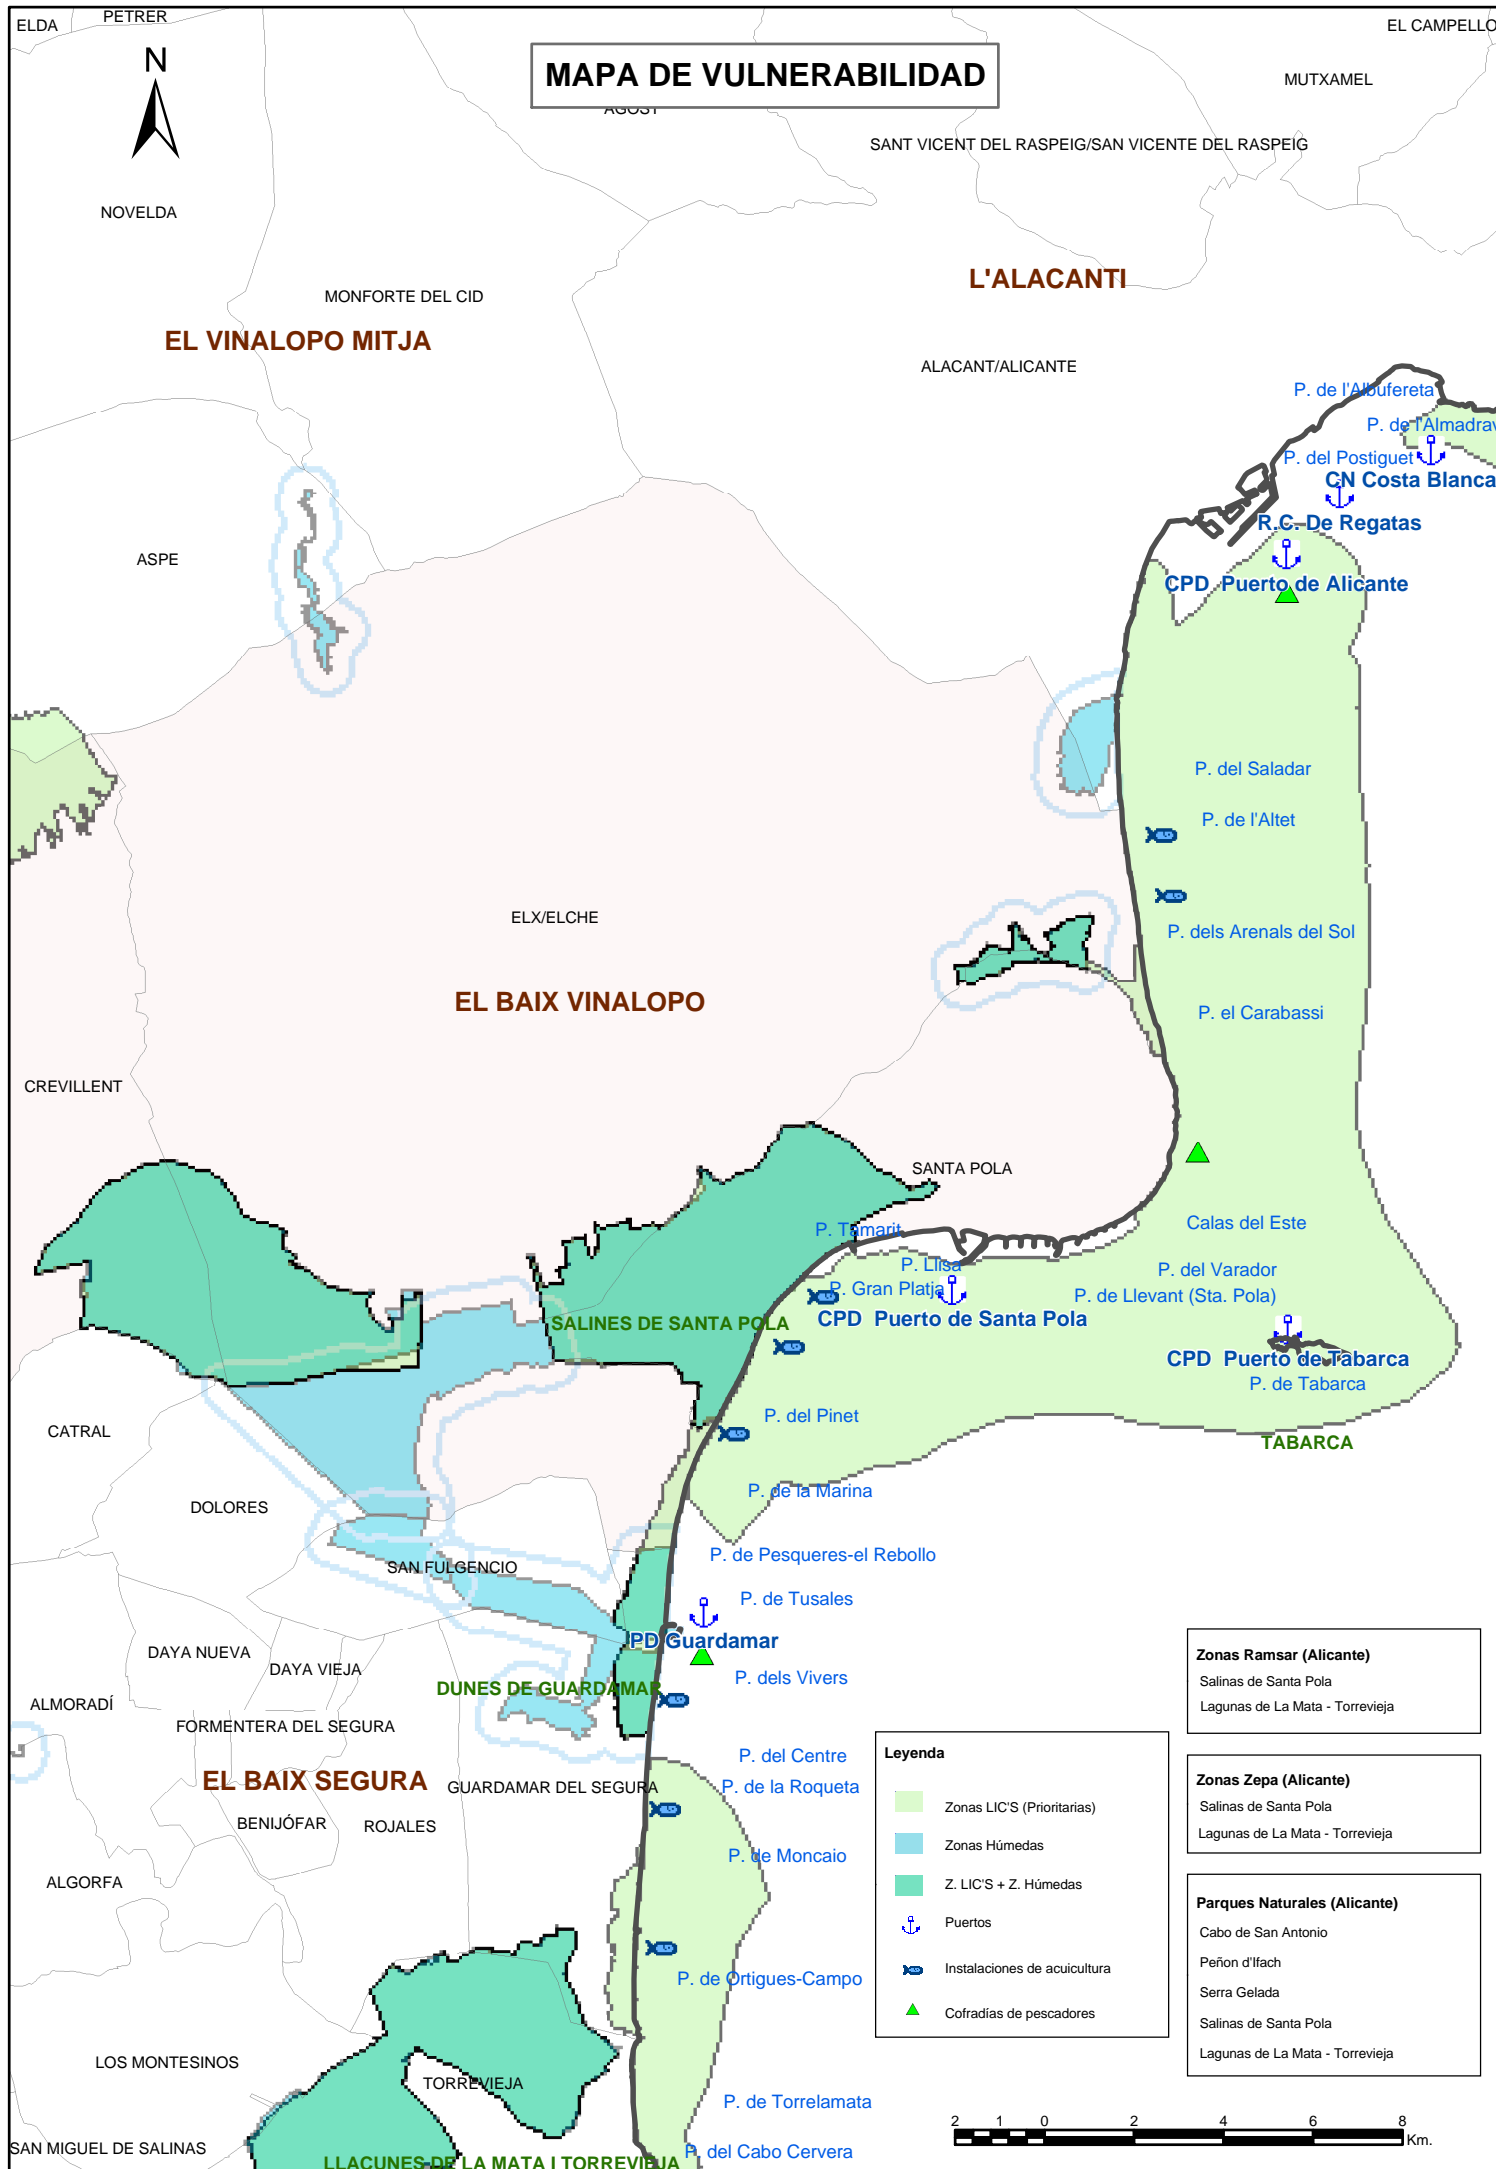 ELDA
PETRER
EL CAMPELLO
N
MAPA DE VULNERABILIDAD
MUTXAMEL
AGOST
SANT VICENT DEL RASPEIG/SAN VICENTE DEL RASPEIG
NOVELDA
L'ALACANTI
MONFORTE DEL CID
EL VINALOPO MITJA
ALACANT/ALICANTE
P. de l'Albufereta
P. de l'Almadrav
P. del Postiguet
CN Costa Blanca
R.C. De Regatas
ASPE
CPD Puerto de Alicante
P. del Saladar
P. de l'Altet
ELX/ELCHE
P. dels Arenals del Sol
EL BAIX VINALOPO
P. el Carabassi
CREVILLENT
SANTA POLA
P. Tamarit
Calas del Este
P. Llisa
P. del Varador
P. Gran Platja
P. de Llevant (Sta. Pola)
SALINES DE SANTA POLA
CPD Puerto de Santa Pola
CPD Puerto de Tabarca
P. de Tabarca
CATRAL
P. del Pinet
TABARCA
DOLORES
P. de la Marina
SAN FULGENCIO
P. de Pesqueres-el Rebollo
P. de Tusales
PD Guardamar
DAYA NUEVA
DAYA VIEJA
P. dels Vivers
DUNES DE GUARDAMAR
ALMORADÍ
FORMENTERA DEL SEGURA
P. del Centre
EL BAIX SEGURA
GUARDAMAR DEL SEGURA
P. de la Roqueta
BENIJÓFAR
ROJALES
P. de Moncaio
ALGORFA
P. de Ortigues-Campo
LOS MONTESINOS
TORREVIEJA
P. de Torrelamata
SAN MIGUEL DE SALINAS
P. del Cabo Cervera
LLACUNES DE LA MATA I TORREVIEJA
Leyenda
Zonas LIC'S (Prioritarias)
Zonas Húmedas
Z. LIC'S + Z. Húmedas
Puertos
Instalaciones de acuicultura
Cofradías de pescadores
Zonas Ramsar (Alicante)
Salinas de Santa Pola
Lagunas de La Mata - Torrevieja
Zonas Zepa (Alicante)
Salinas de Santa Pola
Lagunas de La Mata - Torrevieja
Parques Naturales (Alicante)
Cabo de San Antonio
Peñon d'Ifach
Serra Gelada
Salinas de Santa Pola
Lagunas de La Mata - Torrevieja
2 1 0 2 4 6 8
Km.